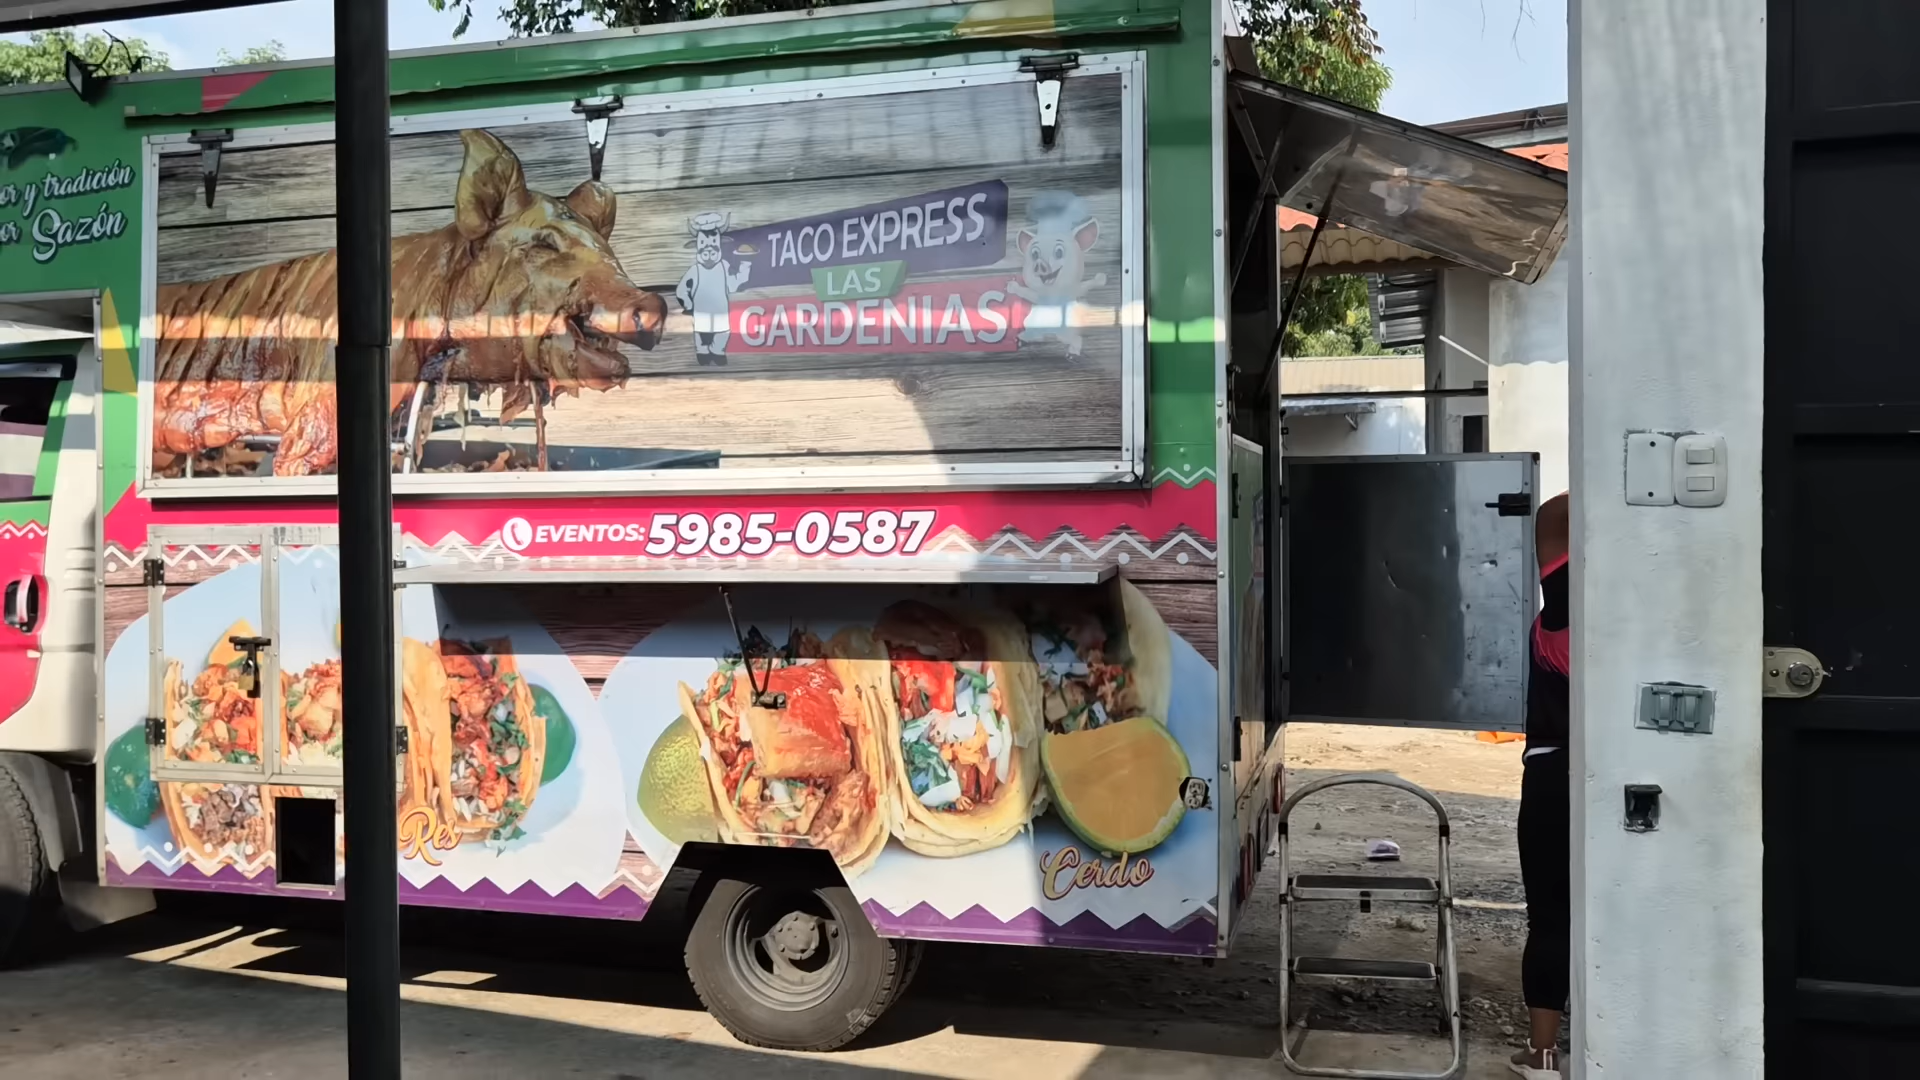 y tradición
Sazón
TACO EXPRESS
LAS
GARDENIAS
EVENTOS: 5985-0587
Res
Cerdo